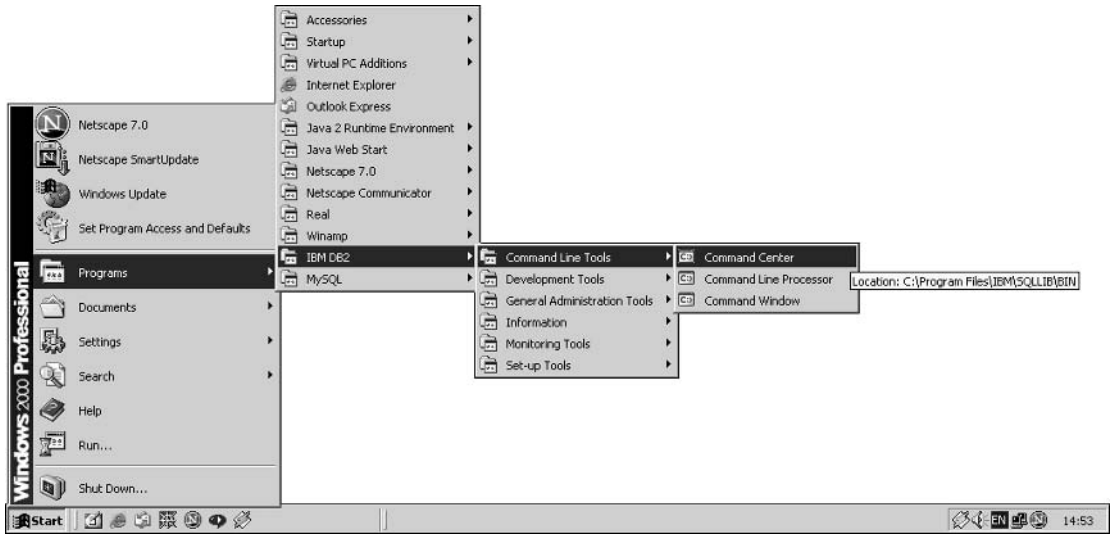 Accessories
Startup
Virtual PC Additions
Internet Explorer
Outlook Express
Java 2 Runtime Environment
Java Web Start
Netscape 7.0
Netscape Communicator
Real
Winamp
IBM DB2
MySQL
Netscape 7.0
Netscape SmartUpdate
Windows Update
Set Program Access and Defaults
Programs
Documents
Settings
Search
Help
Run...
Shut Down...
Windows 2000 Professional
Command Line Tools
Development Tools
General Administration Tools
Information
Monitoring Tools
Set-up Tools
Command Center
Command Line Processor
Command Window
Location: C:\Program Files\IBM\SQLLIB\BIN
Start
EN
14:53